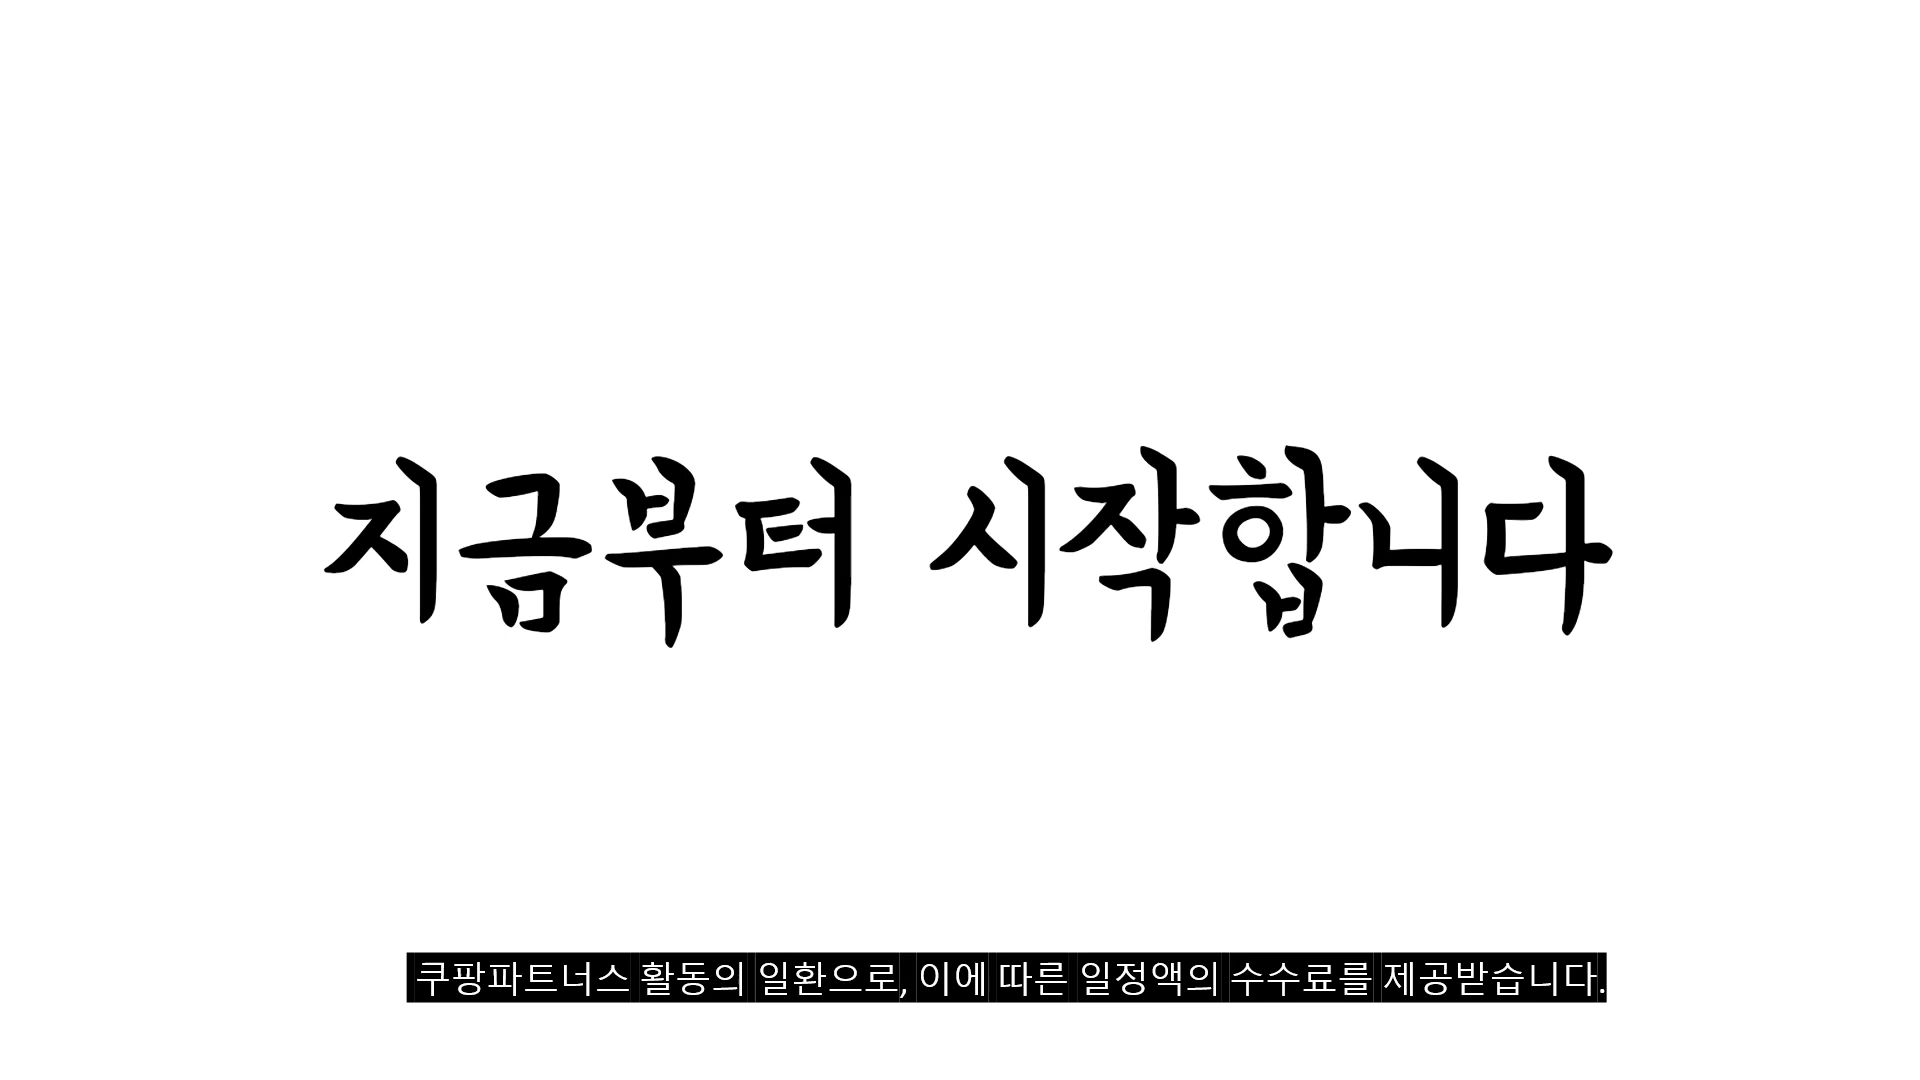 지금부터 시작합니다
쿠팡파트너스 활동의 일환으로, 이에 따른 일정액의 수수료를 제공받습니다.